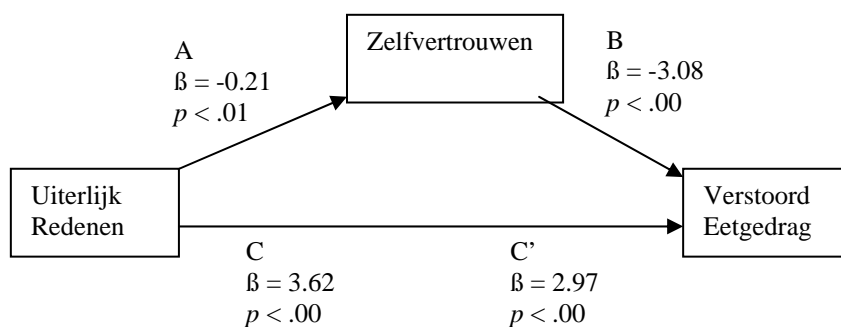 A
ß = -0.21
p < .01
Zelfvertrouwen
B
ß = -3.08
p < .00
Uiterlijk
Redenen
Verstoord
Eetgedrag
C
ß = 3.62
p < .00
C’
ß = 2.97
p < .00